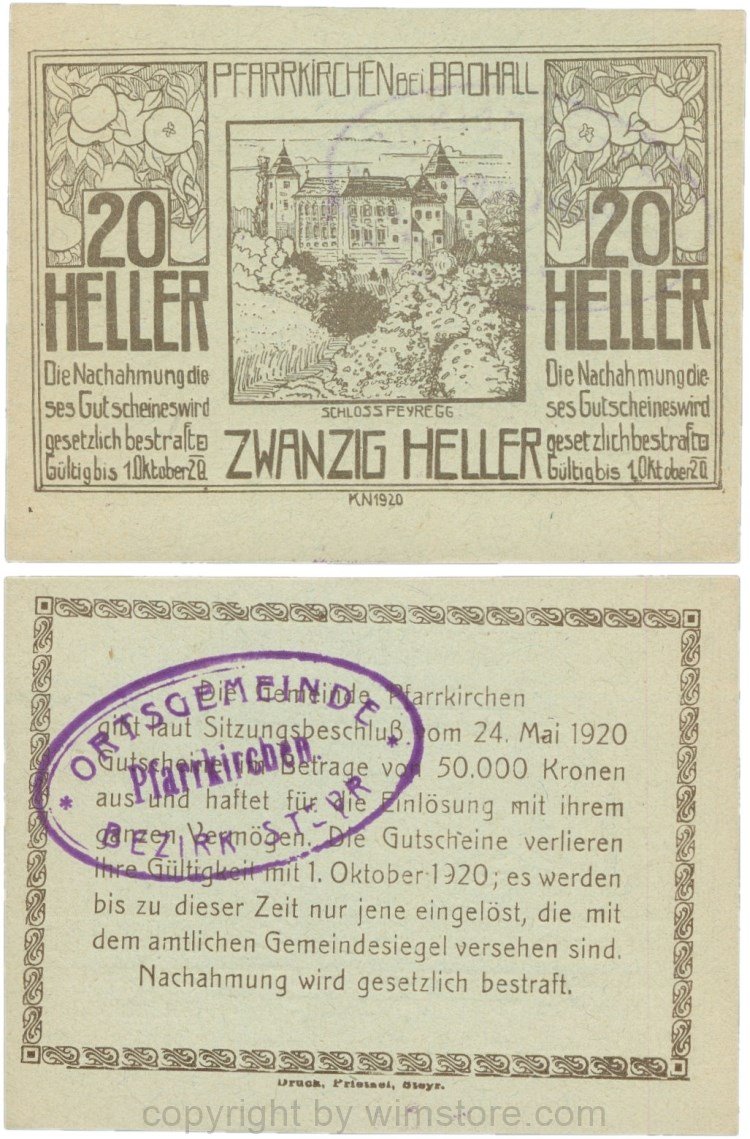 PFARRKIRCHEN BEI BADHALL
20
HELLER
Die Nachahmung die
ses Gutscheines wird
gesetzlich bestraft
Gültig bis 1. Oktober 20
SCHLOSS FEYREGG
ZWANZIG HELLER
20
HELLER
Die Nachahmung die-
ses Gutscheines wird
gesetzlich bestraft
Gültig bis 1. Oktober 20
KN1920
Die Gemeinde Pfarrkirchen
gibt laut Sitzungsbeschluß vom 24. Mai 1920
Gutscheine im Betrage von 50.000 Kronen
aus und haftet für die Einlösung mit ihrem
ganzen Vermögen. Die Gutscheine verlieren
ihre Gültigkeit mit 1. Oktober 1920; es werden
bis zu dieser Zeit nur jene eingelöst, die mit
dem amtlichen Gemeindesiegel versehen sind.
Nachahmung wird gesetzlich bestraft.
* ORTSGEMEINDE *
Pfarrkirchen.
BEZIRK STEYR
Druck, Prietzel, Steyr.
copyright by wimstore.com